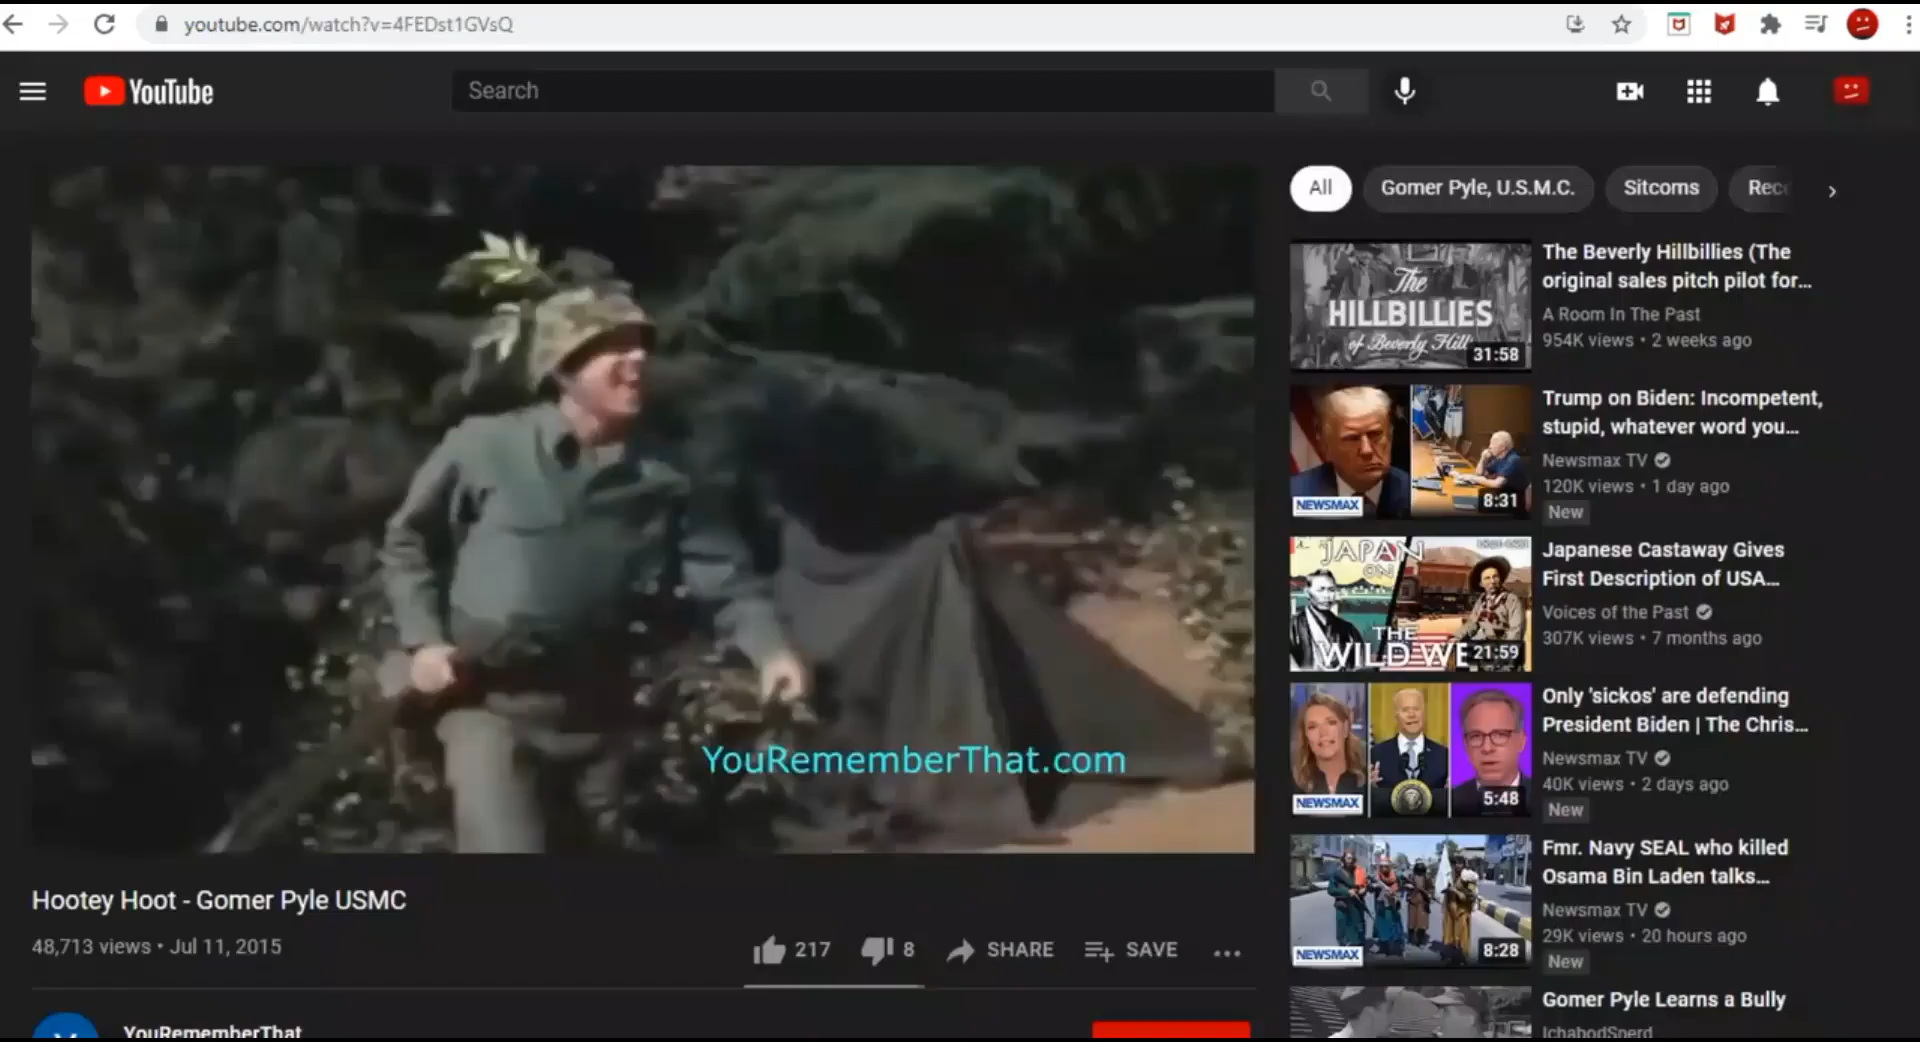 youtube.com/watch?v=4FEDst1GVsQ
YouTube
Search
YouRememberThat.com
Hootey Hoot - Gomer Pyle USMC
48,713 views • Jul 11, 2015
217
8
SHARE
SAVE
YouRememberThat
All
Gomer Pyle, U.S.M.C.
Sitcoms
The
HILLBILLIES
of Beverly Hill
31:58
The Beverly Hillbillies (The
original sales pitch pilot for...
A Room In The Past
954K views • 2 weeks ago
NEWSMAX
8:31
Trump on Biden: Incompetent,
stupid, whatever word you...
Newsmax TV
120K views • 1 day ago
New
JAPAN
ON
THE
WILD WE
21:59
Japanese Castaway Gives
First Description of USA...
Voices of the Past
307K views • 7 months ago
NEWSMAX
5:48
Only 'sickos' are defending
President Biden | The Chris...
Newsmax TV
40K views • 2 days ago
New
NEWSMAX
8:28
Fmr. Navy SEAL who killed
Osama Bin Laden talks...
Newsmax TV
29K views • 20 hours ago
New
Gomer Pyle Learns a Bully
IchabodSperd